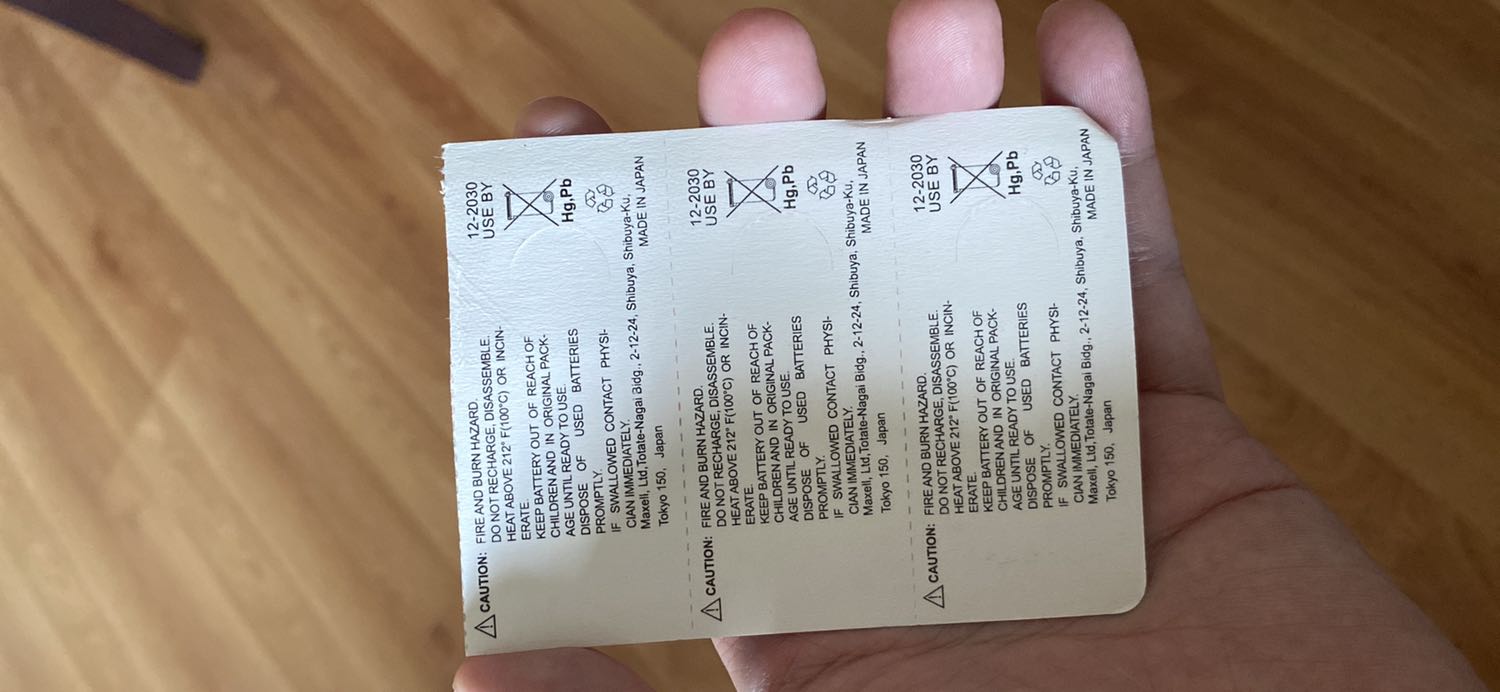 ⚠ CAUTION: FIRE AND BURN HAZARD.
DO NOT RECHARGE, DISASSEMBLE.
HEAT ABOVE 212° F(100°C) OR INCIN-
ERATE.
KEEP BATTERY OUT OF REACH OF
CHILDREN AND IN ORIGINAL PACK-
AGE UNTIL READY TO USE.
DISPOSE OF USED BATTERIES
PROMPTLY.
IF SWALLOWED CONTACT PHYSI-
CIAN IMMEDIATELY.
Maxell, Ltd,Totate-Nagai Bidg., 2-12-24, Shibuya, Shibuya-Ku,
Tokyo 150, Japan
12-2030
USE BY
Hg,Pb
MADE IN JAPAN
⚠ CAUTION: FIRE AND BURN HAZARD.
DO NOT RECHARGE, DISASSEMBLE.
HEAT ABOVE 212° F(100°C) OR INCIN-
ERATE.
KEEP BATTERY OUT OF REACH OF
CHILDREN AND IN ORIGINAL PACK-
AGE UNTIL READY TO USE.
DISPOSE OF USED BATTERIES
PROMPTLY.
IF SWALLOWED CONTACT PHYSI-
CIAN IMMEDIATELY.
Maxell, Ltd,Totate-Nagai Bidg., 2-12-24, Shibuya, Shibuya-Ku,
Tokyo 150, Japan
12-2030
USE BY
Hg,Pb
MADE IN JAPAN
⚠ CAUTION: FIRE AND BURN HAZARD.
DO NOT RECHARGE, DISASSEMBLE.
HEAT ABOVE 212° F(100°C) OR INCIN-
ERATE.
KEEP BATTERY OUT OF REACH OF
CHILDREN AND IN ORIGINAL PACK-
AGE UNTIL READY TO USE.
DISPOSE OF USED BATTERIES
PROMPTLY.
IF SWALLOWED CONTACT PHYSI-
CIAN IMMEDIATELY.
Maxell, Ltd,Totate-Nagai Bidg., 2-12-24, Shibuya, Shibuya-Ku,
Tokyo 150, Japan
12-2030
USE BY
Hg,Pb
MADE IN JAPAN